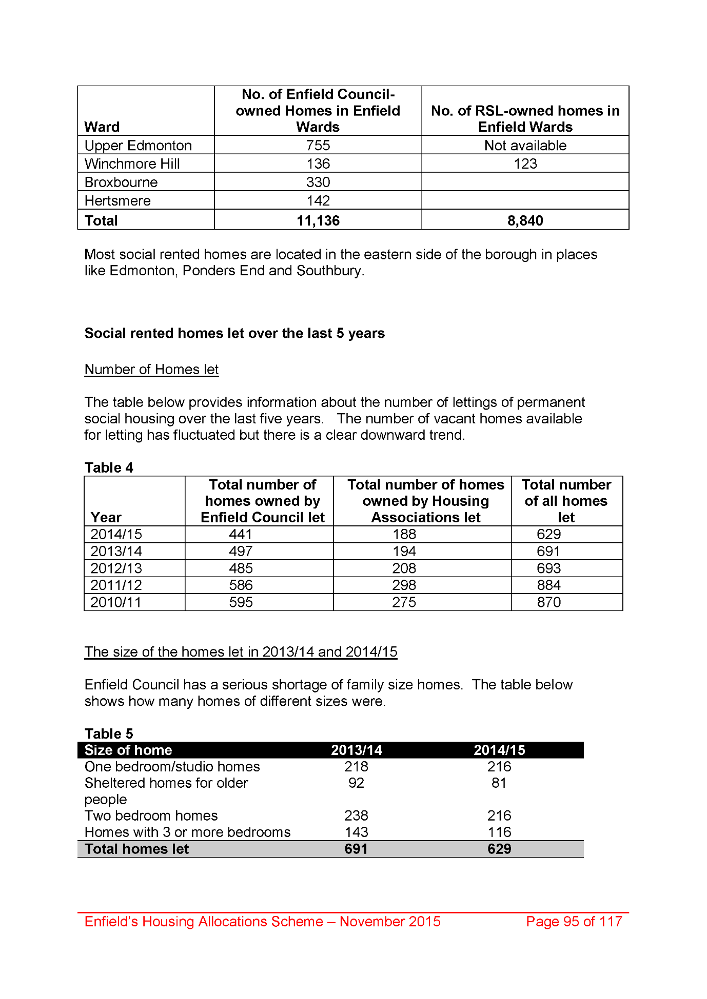 No. of Enfield Council-
owned Homes in Enfield No. of RSL-owned homes in
Ward Wards Enfield Wards
Upper Edmonton 755 Not available
Winchmore Hill 136 123
Broxbourne 330
Hertsmere 142
Total 11,136 8,840
Most social rented homes are located in the eastern side of the borough in places
like Edmonton, Ponders End and Southbury.
Social rented homes let over the last 5 years
Number of Homes let
The table below provides information about the number of lettings of permanent
social housing over the last five years. The number of vacant homes available
for letting has fluctuated but there is a clear downward trend.
Table 4
Total number of Total number of homes Total number
homes owned by owned by Housing of all homes
Year Enfield Council let Associations let let
2014/15 441 188 629
2013/14 497 194 691
2012/13 485 208 693
2011/12 586 298 884
2010/11 595 275 870
The size of the homes let in 2013/14 and 2014/15
Enfield Council has a serious shortage of family size homes. The table below
shows how many homes of different sizes were.
Table 5
Size of home 2013/14 2014/15
One bedroom/studio homes 218 216
Sheltered homes for older 92 81
people
Two bedroom homes 238 216
Homes with 3 or more bedrooms 143 116
Total homes let 691 629
Enfield’s Housing Allocations Scheme – November 2015 Page 95 of 117